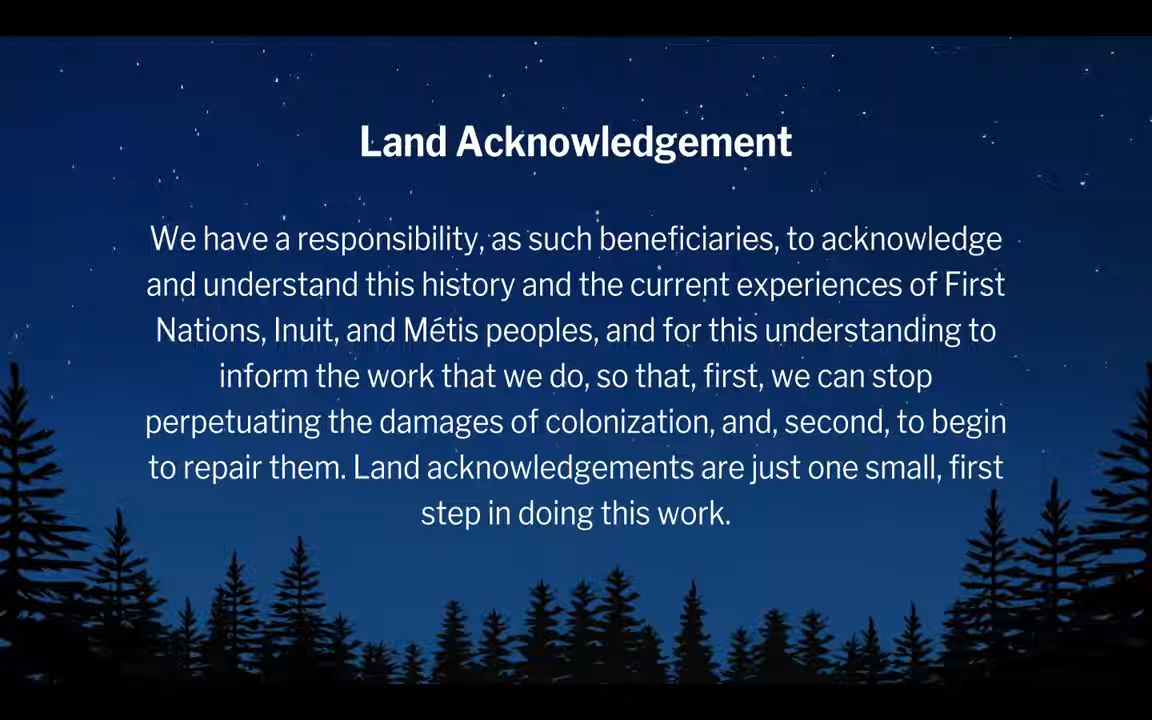 Land Acknowledgement
We have a responsibility, as such beneficiaries, to acknowledge
and understand this history and the current experiences of First
Nations, Inuit, and Métis peoples, and for this understanding to
inform the work that we do, so that, first, we can stop
perpetuating the damages of colonization, and, second, to begin
to repair them. Land acknowledgements are just one small, first
step in doing this work.